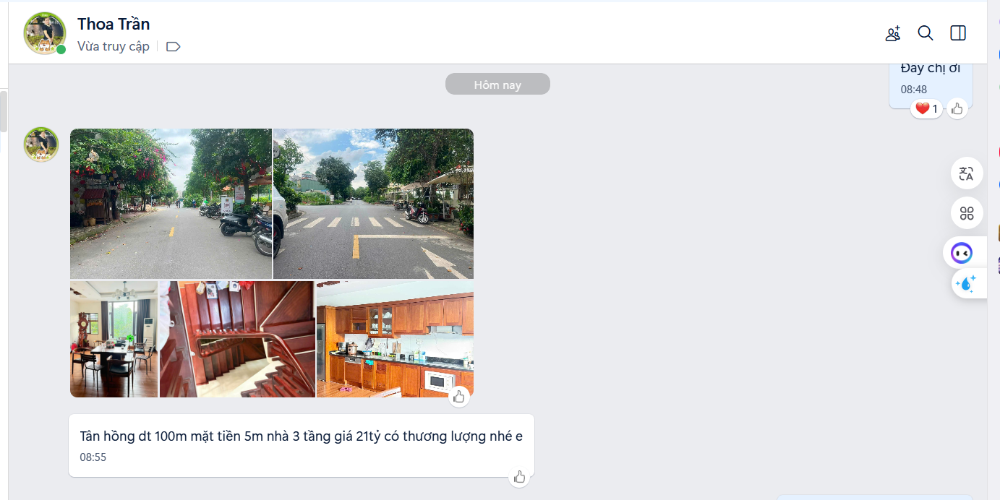 Thoa Trần
Vừa truy cập
Đây chị ơi
08:48
1
Hôm nay
P
Tân hồng dt 100m mặt tiền 5m nhà 3 tầng giá 21tỷ có thương lượng nhé e
08:55